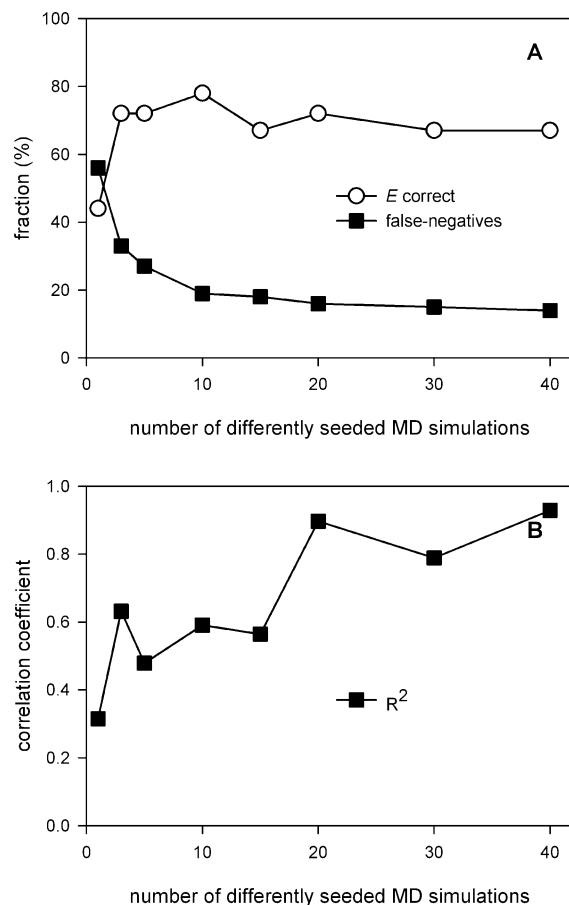 100
A
80
fraction (%)
60
E correct
false-negatives
40
20
0
0 10 20 30 40
number of differently seeded MD simulations
1.0
B
0.8
correlation coefficient
0.6
0.4
R²
0.2
0.0
0 10 20 30 40
number of differently seeded MD simulations